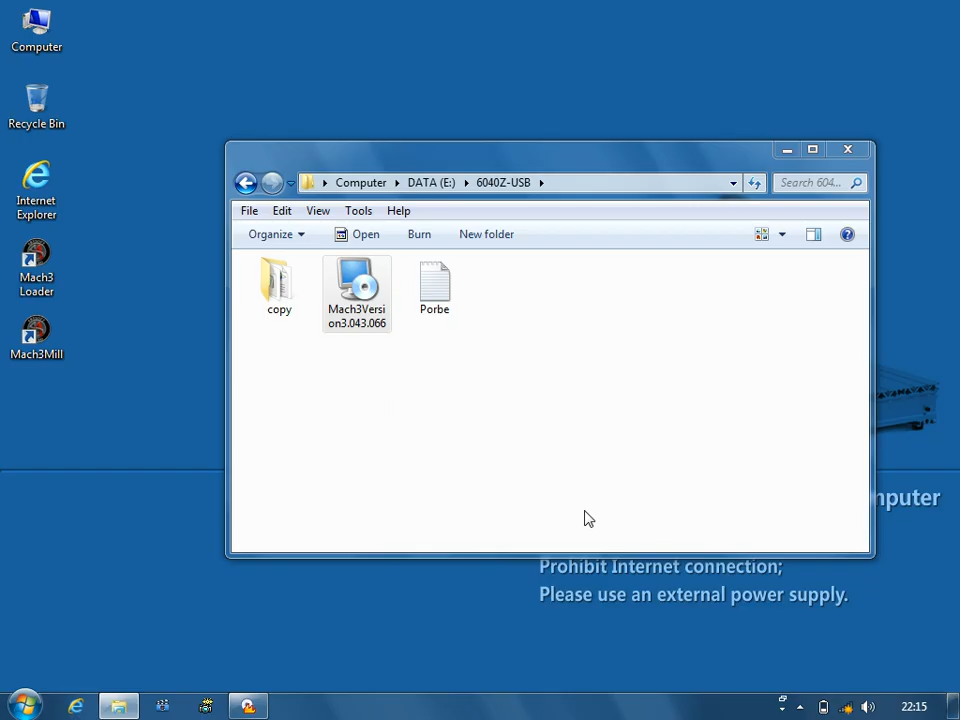 Computer
Recycle Bin
Internet
Explorer
Mach3
Loader
Mach3Mill
Computer
DATA (E:)
6040Z-USB
Search 604...
File
Edit
View
Tools
Help
Organize
Open
Burn
New folder
copy
Mach3Versi
on3.043.066
Porbe
mputer
Prohibit Internet connection;
Please use an external power supply.
22:15